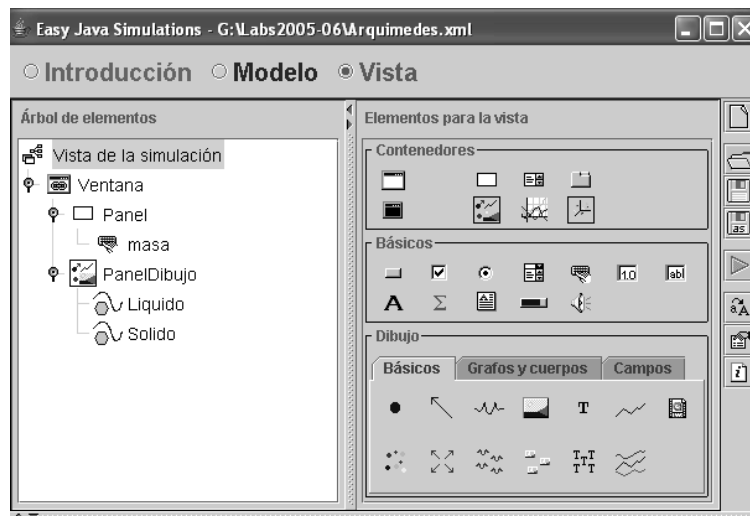 Easy Java Simulations - G:\Labs2005-06\Arquimedes.xml
Introducción Modelo Vista
Árbol de elementos
Vista de la simulación
Ventana
Panel
masa
PanelDibujo
Liquido
Solido
Elementos para la vista
Contenedores
Básicos
1.0
abl
A
Σ
Dibujo
Básicos Grafos y cuerpos Campos
T
T T T T T
as
a A
i